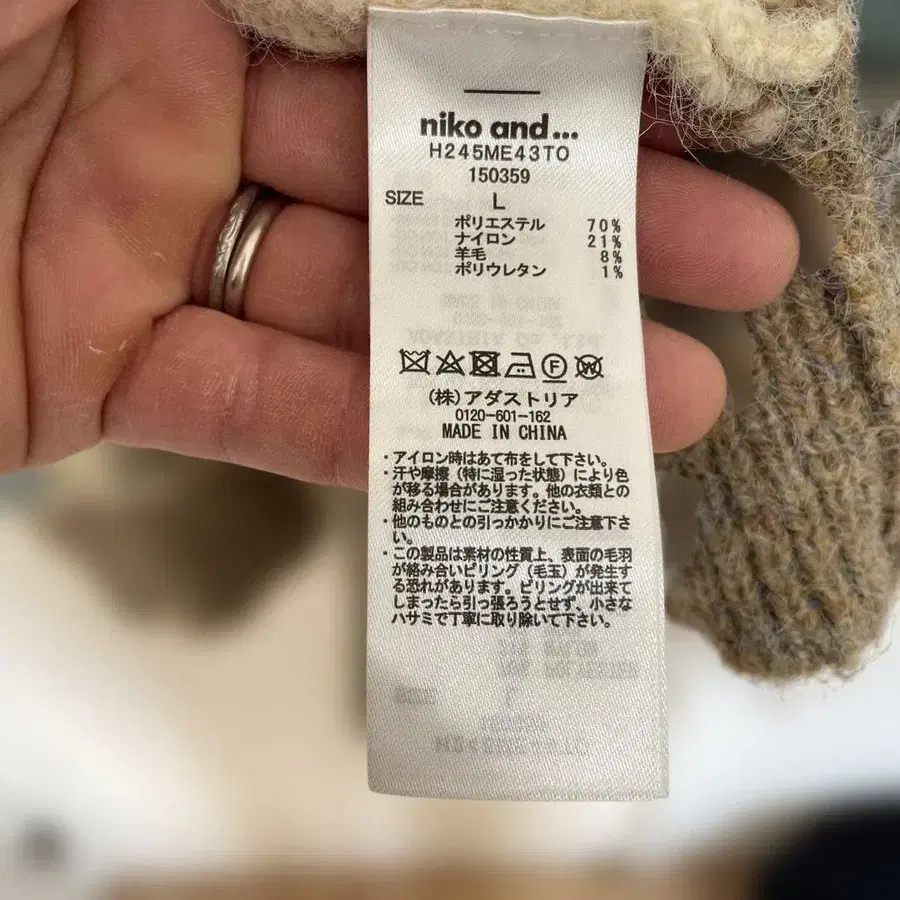 niko and...
H245ME43TO
150359
SIZE L
ポリエステル 70%
ナイロン 21%
羊毛 8%
ポリウレタン 1%
(株)アダストリア
0120-601-162
MADE IN CHINA
・アイロン時はあて布をして下さい。
・汗や摩擦（特に湿った状態）により色
が移る場合があります。他の衣類との
組み合わせにご注意ください。
・他のものとの引っかかりにご注意下さ
い。
・この製品は素材の性質上、表面の毛羽
が絡み合いピリング（毛玉）が発生す
る恐れがあります。ピリングが出来て
しまったら引っ張ろうとせず、小さな
ハサミで丁寧に取り除いて下さい。